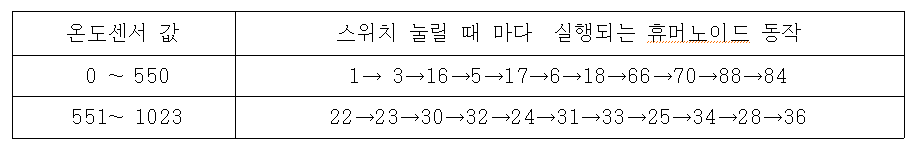 온도센서 값 스위치 눌릴 때 마다 실행되는 휴머노이드 동작
0 ~ 550 1→ 3→16→5→17→6→18→66→70→88→84
551~ 1023 22→23→30→32→24→31→33→25→34→28→36